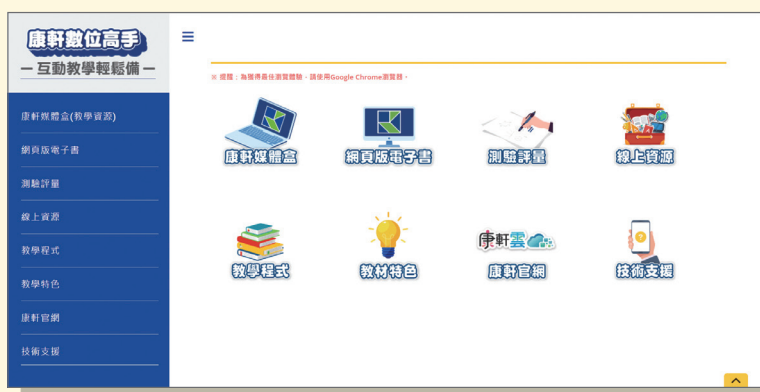 康軒數位高手
— 互動教學輕鬆備 —
康軒媒體盒(教學資源)
網頁版電子書
測驗評量
線上資源
教學程式
教學特色
康軒官網
技術支援
※ 提醒：為獲得最佳瀏覽體驗，請使用Google Chrome瀏覽器。
康軒媒體盒
網頁版電子書
測驗評量
線上資源
教學程式
教材特色
康軒雲
康軒官網
技術支援